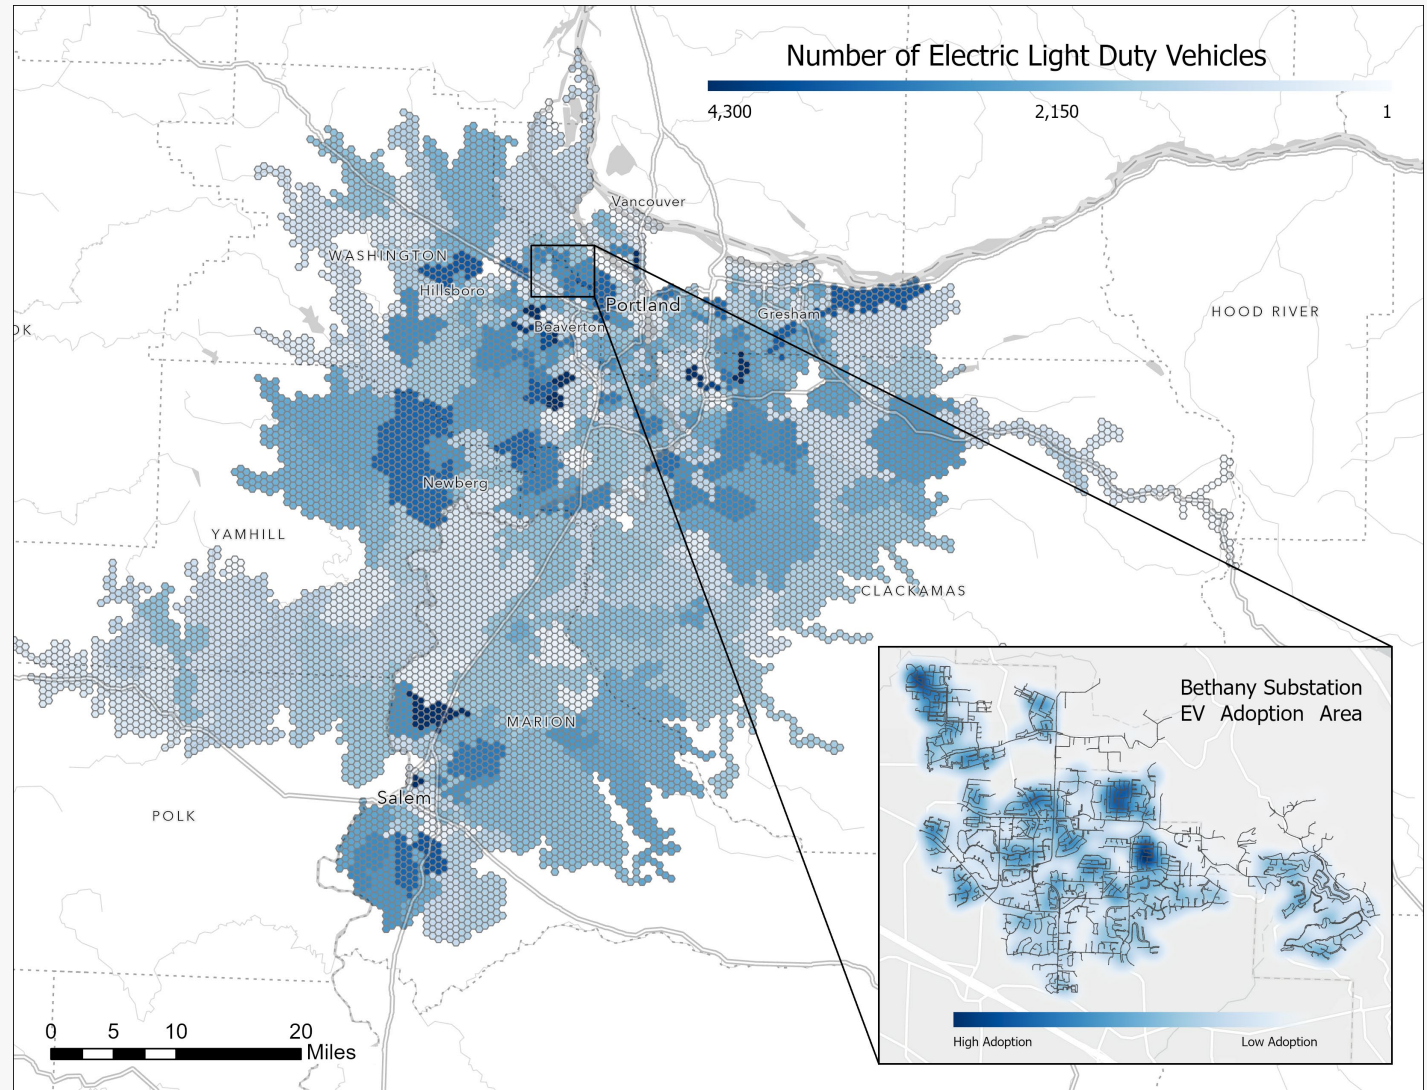 Number of Electric Light Duty Vehicles
4,300
2,150
1
Vancouver
WASHINGTON
Hillsboro
Portland
Beaverton
Gresham
HOOD RIVER
OK
Newberg
YAMHILL
CLACKAMAS
MARION
Salem
POLK
Bethany Substation
EV Adoption Area
High Adoption
Low Adoption
0 5 10 20
Miles